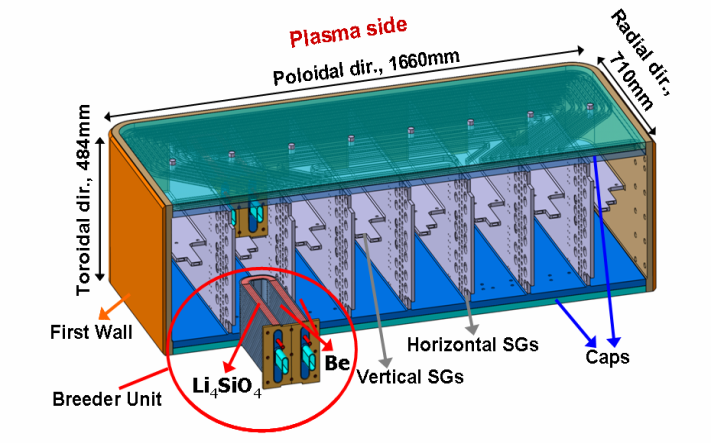 Plasma side
Poloidal dir., 1660mm
Radial dir.,
710mm
Toroidal dir., 484mm
First Wall
Breeder Unit
Li4SiO4
Be
Vertical SGs
Horizontal SGs
Caps